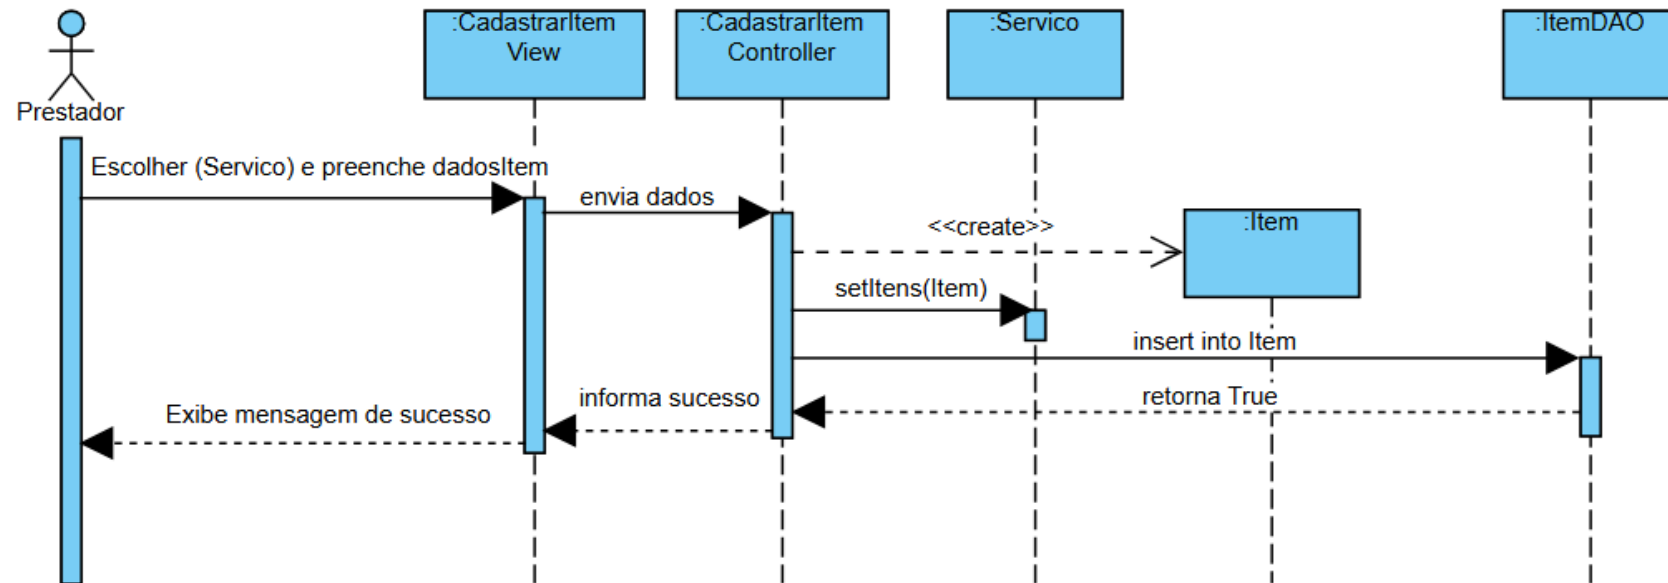 :CadastrarItem
View
:CadastrarItem
Controller
:Servico
:ItemDAO
Prestador
Escolher (Servico) e preenche dadosItem
envia dados
<<create>>
:Item
setItens(Item)
insert into Item
retorna True
informa sucesso
Exibe mensagem de sucesso